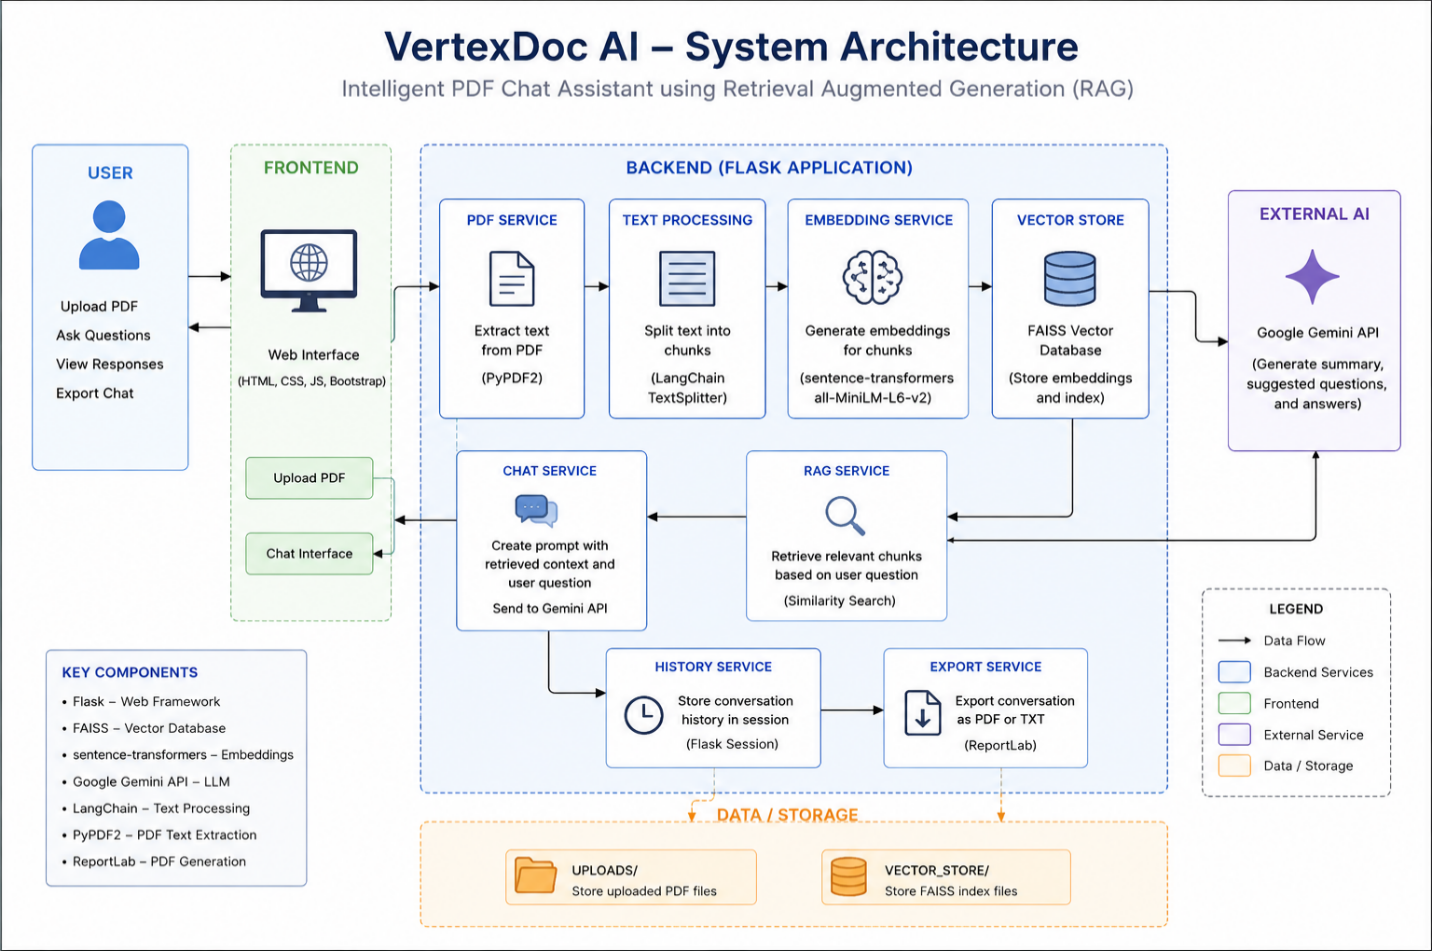 VertexDoc AI – System Architecture
Intelligent PDF Chat Assistant using Retrieval Augmented Generation (RAG)
USER
Upload PDF
Ask Questions
View Responses
Export Chat
FRONTEND
Web Interface
(HTML, CSS, JS, Bootstrap)
Upload PDF
Chat Interface
BACKEND (FLASK APPLICATION)
PDF SERVICE
Extract text
from PDF
(PyPDF2)
TEXT PROCESSING
Split text into
chunks
(LangChain
TextSplitter)
EMBEDDING SERVICE
Generate embeddings
for chunks
(sentence-transformers
all-MiniLM-L6-v2)
VECTOR STORE
FAISS Vector
Database
(Store embeddings
and index)
EXTERNAL AI
Google Gemini API
(Generate summary,
suggested questions,
and answers)
CHAT SERVICE
Create prompt with
retrieved context and
user question
Send to Gemini API
RAG SERVICE
Retrieve relevant chunks
based on user question
(Similarity Search)
HISTORY SERVICE
Store conversation
history in session
(Flask Session)
EXPORT SERVICE
Export conversation
as PDF or TXT
(ReportLab)
KEY COMPONENTS
• Flask – Web Framework
• FAISS – Vector Database
• sentence-transformers – Embeddings
• Google Gemini API – LLM
• LangChain – Text Processing
• PyPDF2 – PDF Text Extraction
• ReportLab – PDF Generation
LEGEND
Data Flow
Backend Services
Frontend
External Service
Data / Storage
DATA / STORAGE
UPLOADS/
Store uploaded PDF files
VECTOR_STORE/
Store FAISS index files